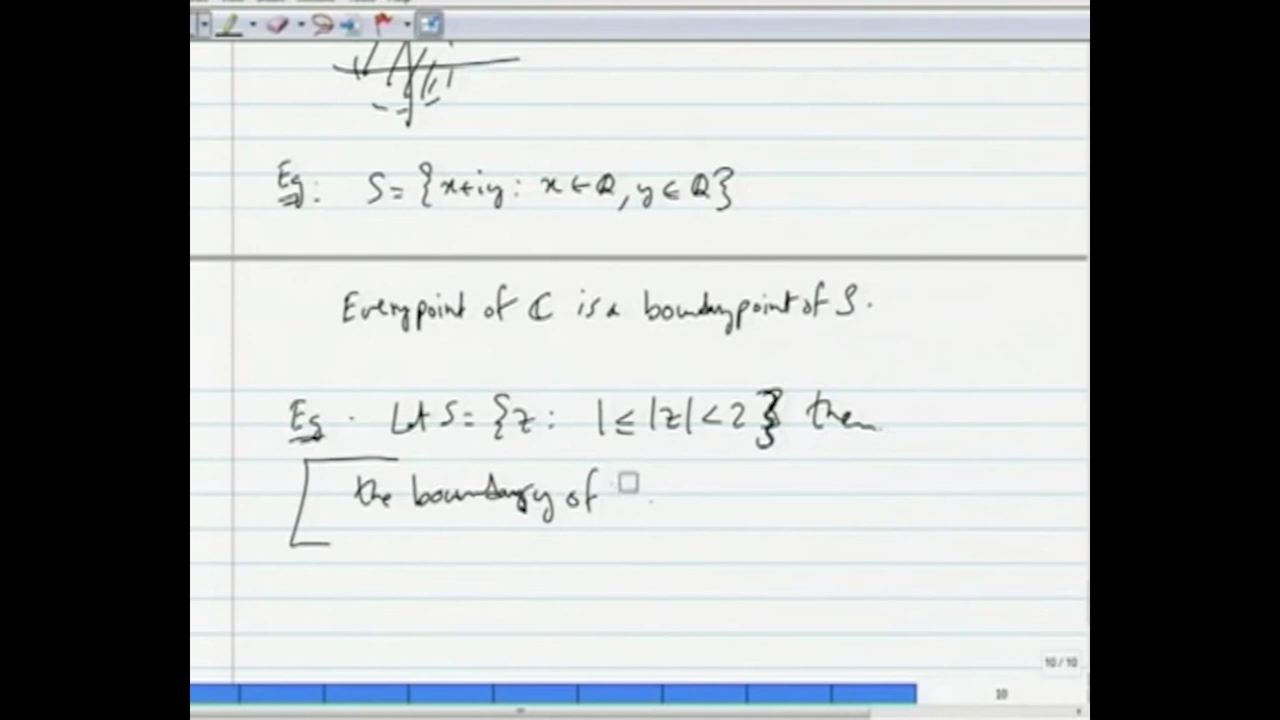 Eg: S = {x+iy : x ∈ Q, y ∈ Q}
Every point of ℂ is a boundary point of S.
Eg. Let S = {z : 1 ≤ |z| < 2} then
the boundary of
10 / 10
10